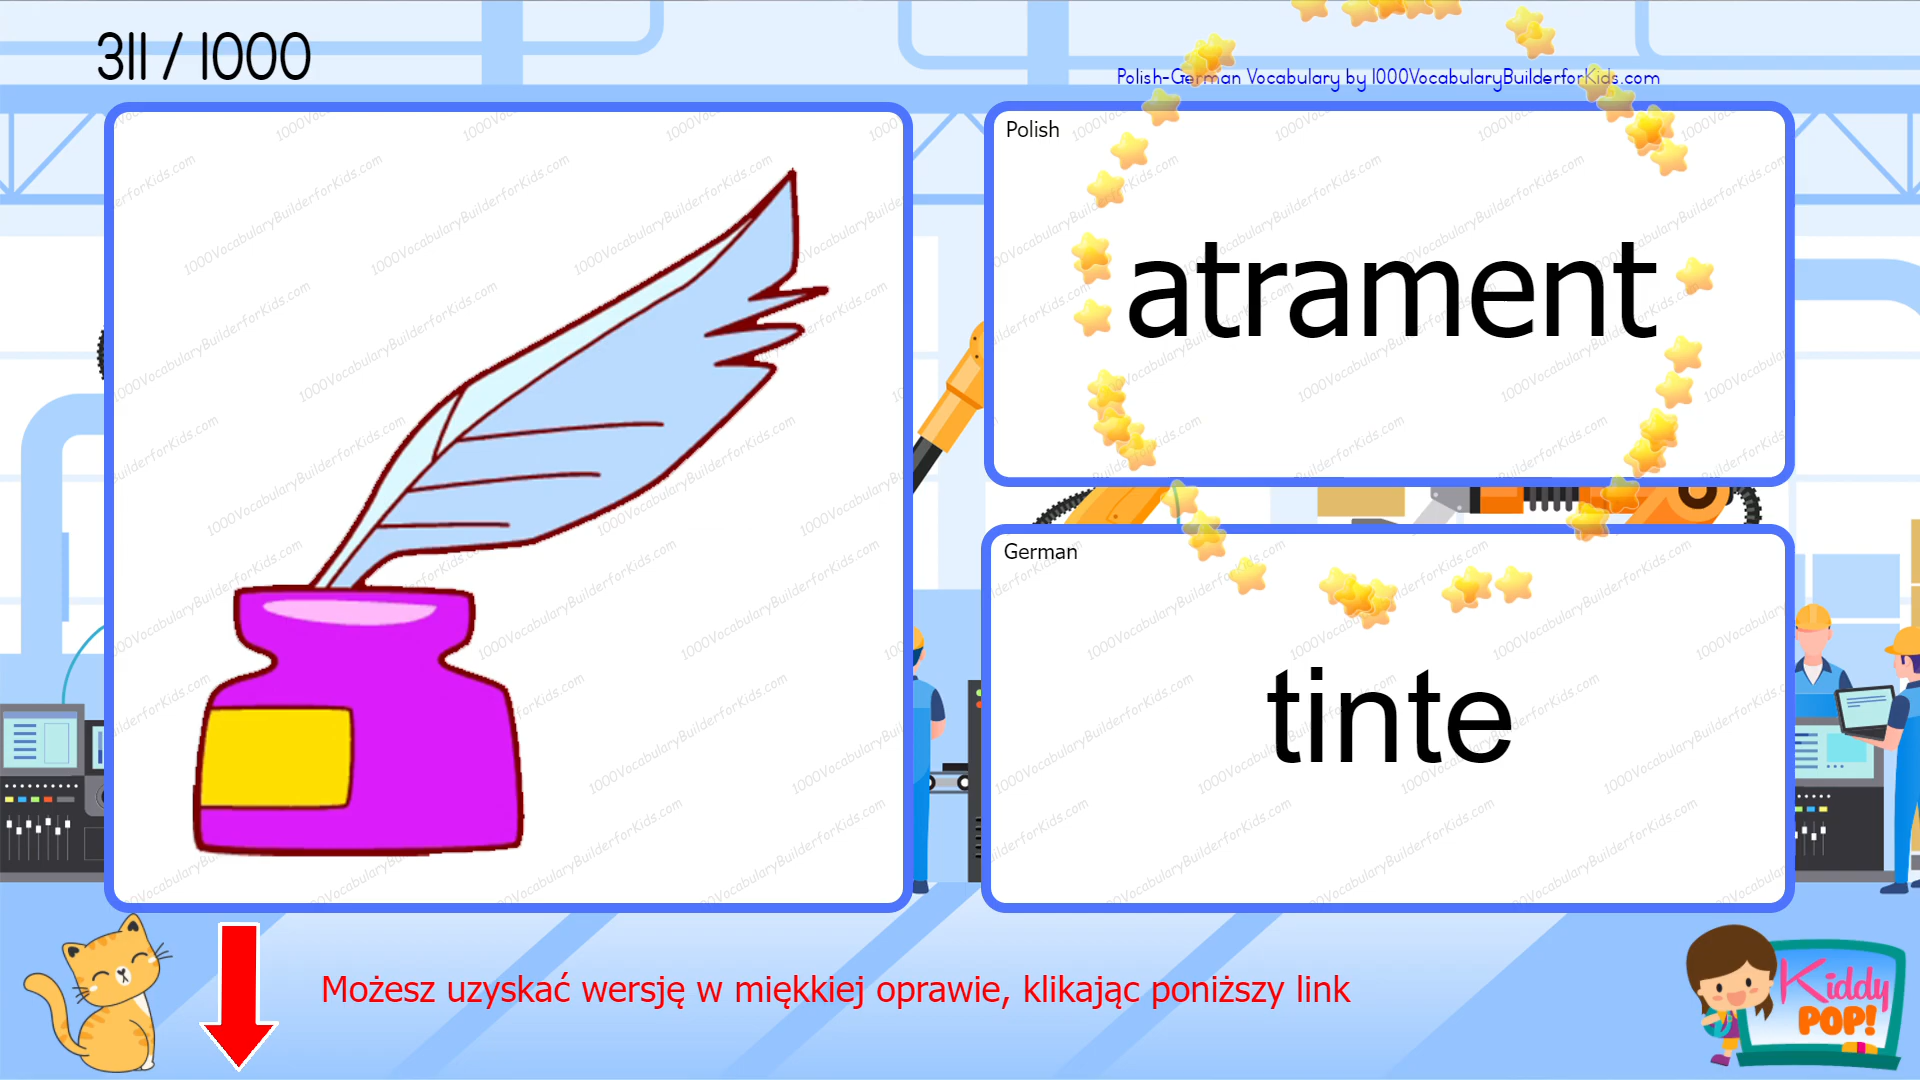 311 / 1000
Polish-German Vocabulary by 1000VocabularyBuilderforKids.com
Polish
atrament
German
tinte
Możesz uzyskać wersję w miękkiej oprawie, klikając poniższy link
Kiddy
POP!